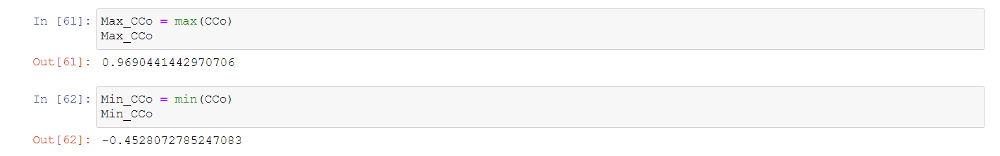 In [61]: Max_CCo = max(CCo)
Max_CCo
Out[61]: 0.9690441442970706
In [62]: Min_CCo = min(CCo)
Min_CCo
Out[62]: -0.4528072785247083